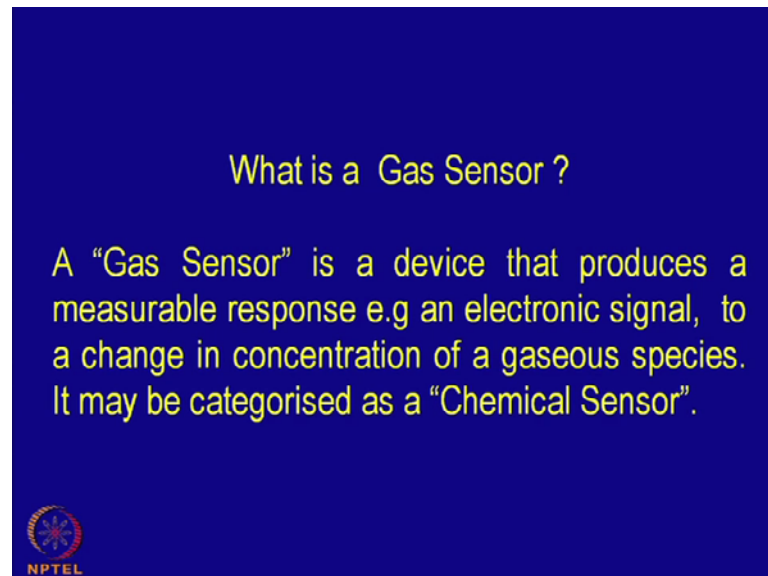 What is a Gas Sensor ?
A “Gas Sensor” is a device that produces a
measurable response e.g an electronic signal, to
a change in concentration of a gaseous species.
It may be categorised as a “Chemical Sensor”.
NPTEL